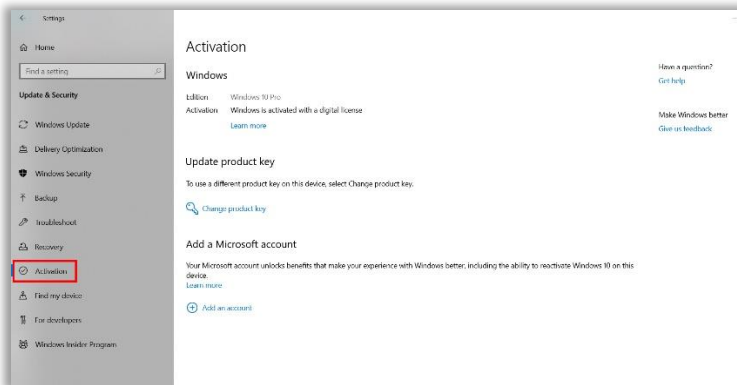 Settings
Home
Find a setting
Update & Security
Windows Update
Delivery Optimization
Windows Security
Backup
Troubleshoot
Recovery
Activation
Find my device
For developers
Windows Insider Program
Activation
Windows
Edition Windows 10 Pro
Activation Windows is activated with a digital license
Learn more
Update product key
To use a different product key on this device, select Change product key.
Change product key
Add a Microsoft account
Your Microsoft account unlocks benefits that make your experience with Windows better, including the ability to reactivate Windows 10 on this
device.
Learn more
Add an account
Have a question?
Get help
Make Windows better
Give us feedback